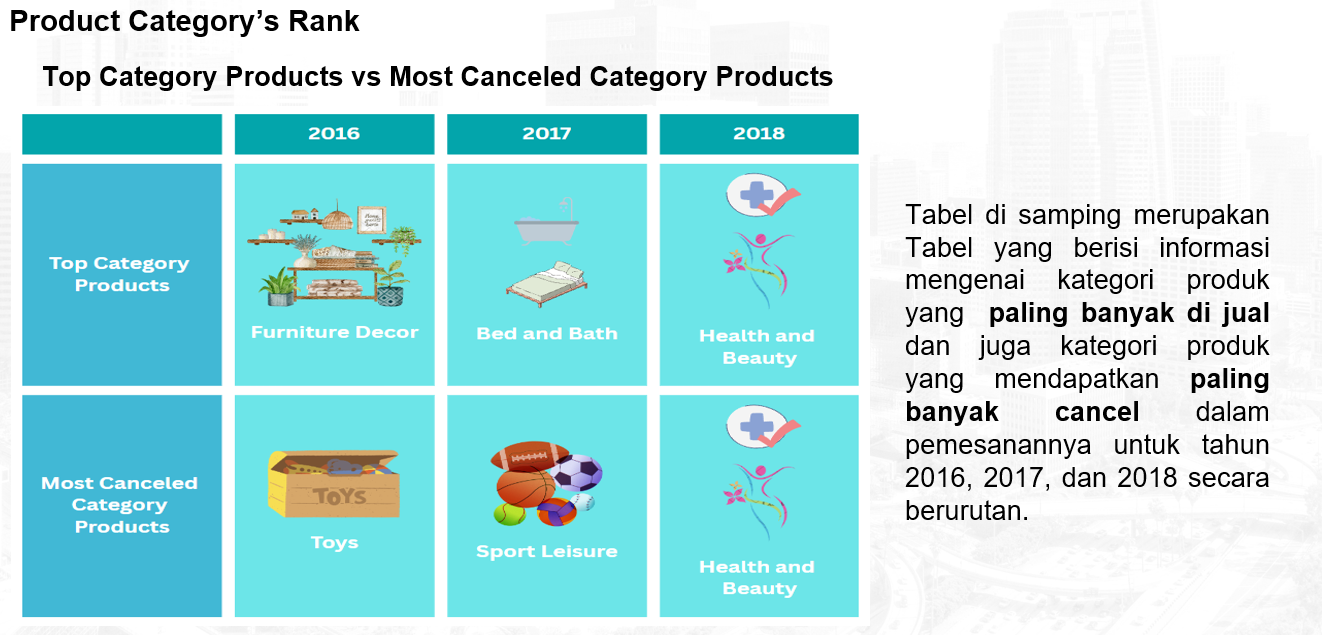 Product Category’s Rank
Top Category Products vs Most Canceled Category Products
2016
2017
2018
Top Category
Products
Furniture Decor
Bed and Bath
Health and
Beauty
Most Canceled
Category
Products
TOYS
Toys
Sport Leisure
Health and
Beauty
Tabel di samping merupakan
Tabel yang berisi informasi
mengenai kategori produk
yang paling banyak di jual
dan juga kategori produk
yang mendapatkan paling
banyak cancel dalam
pemesanannya untuk tahun
2016, 2017, dan 2018 secara
berurutan.